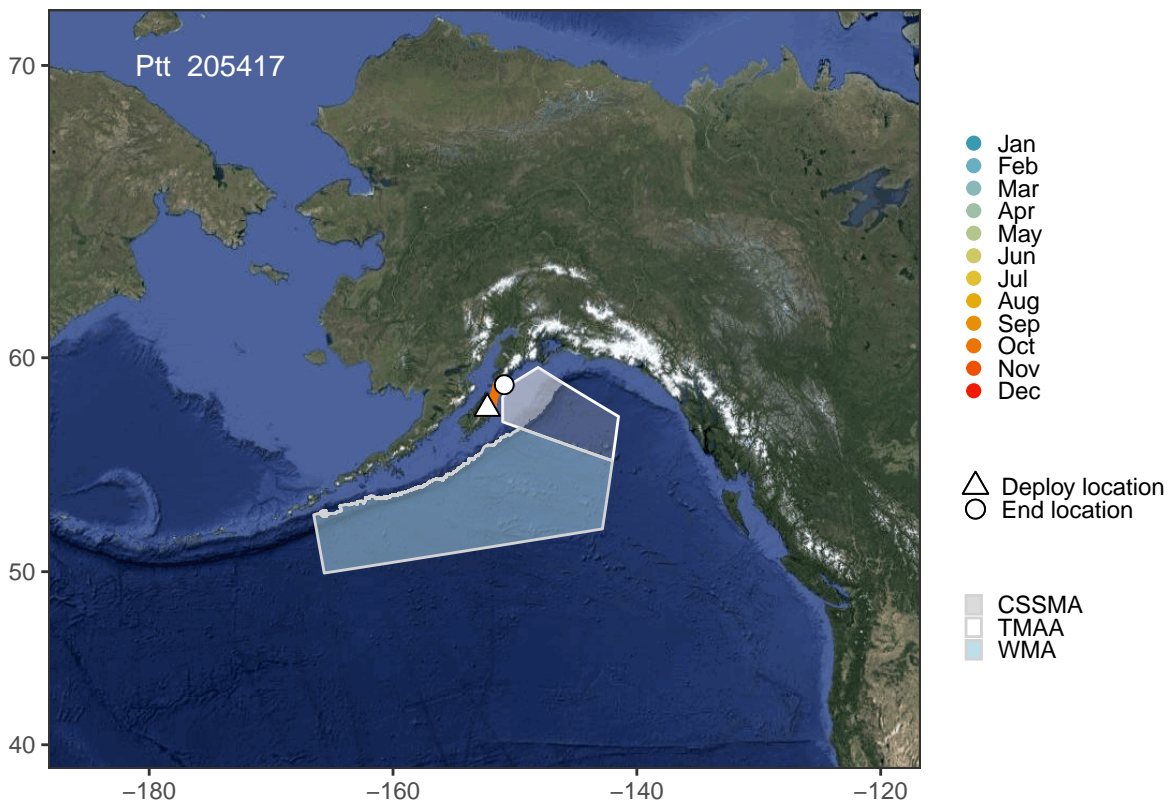 Ptt 205417
70
60
50
40
−180
−160
−140
−120
Jan
Feb
Mar
Apr
May
Jun
Jul
Aug
Sep
Oct
Nov
Dec
Deploy location
End location
CSSMA
TMAA
WMA